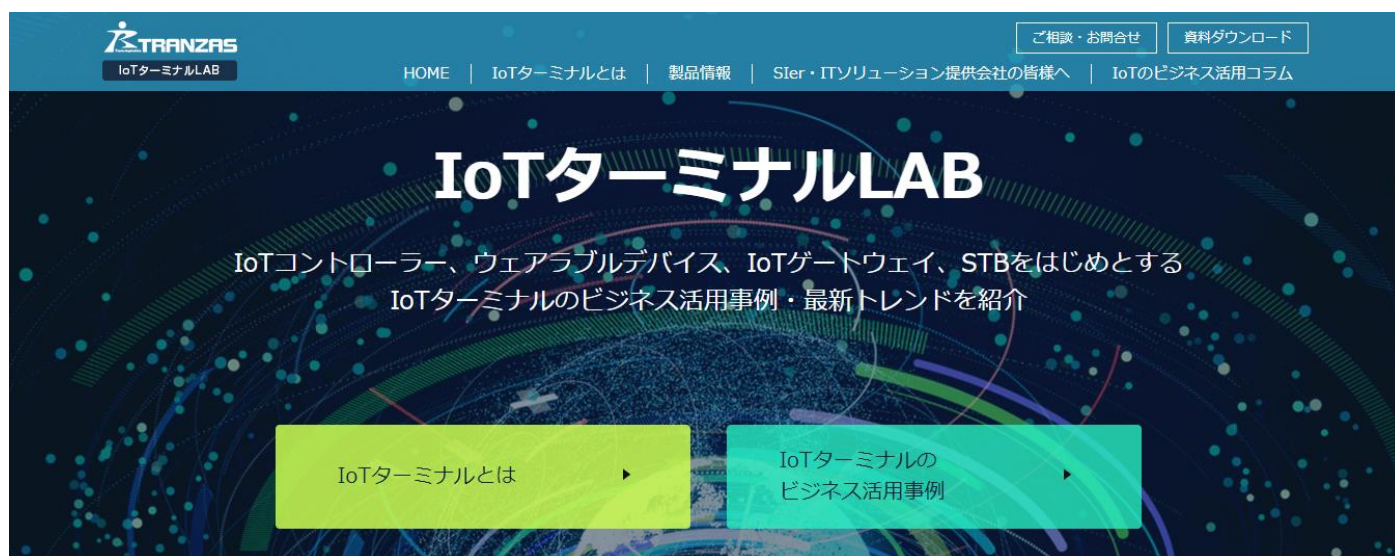 TRANZAS
IoTターミナルLAB
ご相談・お問合せ
資料ダウンロード
HOME | IoTターミナルとは | 製品情報 | SIer・ITソリューション提供会社の皆様へ | IoTのビジネス活用コラム
IoTターミナルLAB
IoTコントローラー、ウェアラブルデバイス、IoTゲートウェイ、STBをはじめとする
IoTターミナルのビジネス活用事例・最新トレンドを紹介
IoTターミナルとは
IoTターミナルの
ビジネス活用事例